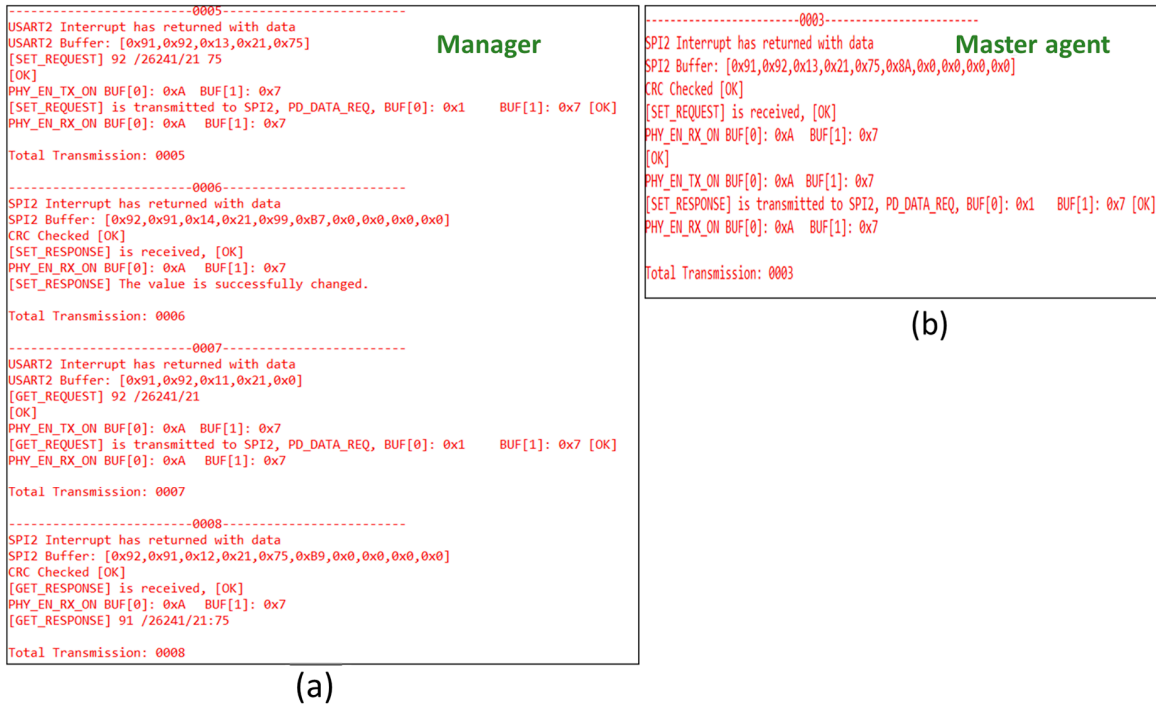 -------------------------0005-------------------------
USART2 Interrupt has returned with data
USART2 Buffer: [0x91,0x92,0x13,0x21,0x75]
Manager
[SET_REQUEST] 92 /26241/21 75
[OK]
PHY_EN_TX_ON BUF[0]: 0xA BUF[1]: 0x7
[SET_REQUEST] is transmitted to SPI2, PD_DATA_REQ, BUF[0]: 0x1 BUF[1]: 0x7 [OK]
PHY_EN_RX_ON BUF[0]: 0xA BUF[1]: 0x7
Total Transmission: 0005
-------------------------0006-------------------------
SPI2 Interrupt has returned with data
SPI2 Buffer: [0x92,0x91,0x14,0x21,0x99,0xB7,0x0,0x0,0x0,0x0]
CRC Checked [OK]
[SET_RESPONSE] is received, [OK]
PHY_EN_RX_ON BUF[0]: 0xA BUF[1]: 0x7
[SET_RESPONSE] The value is successfully changed.
Total Transmission: 0006
-------------------------0007-------------------------
USART2 Interrupt has returned with data
USART2 Buffer: [0x91,0x92,0x11,0x21,0x0]
[GET_REQUEST] 92 /26241/21
[OK]
PHY_EN_TX_ON BUF[0]: 0xA BUF[1]: 0x7
[GET_REQUEST] is transmitted to SPI2, PD_DATA_REQ, BUF[0]: 0x1 BUF[1]: 0x7 [OK]
PHY_EN_RX_ON BUF[0]: 0xA BUF[1]: 0x7
Total Transmission: 0007
-------------------------0008-------------------------
SPI2 Interrupt has returned with data
SPI2 Buffer: [0x92,0x91,0x12,0x21,0x75,0xB9,0x0,0x0,0x0,0x0]
CRC Checked [OK]
[GET_RESPONSE] is received, [OK]
PHY_EN_RX_ON BUF[0]: 0xA BUF[1]: 0x7
[GET_RESPONSE] 91 /26241/21:75
Total Transmission: 0008
(a)
-------------------------0003-------------------------
SPI2 Interrupt has returned with data
Master agent
SPI2 Buffer: [0x91,0x92,0x13,0x21,0x75,0x8A,0x0,0x0,0x0,0x0]
CRC Checked [OK]
[SET_REQUEST] is received, [OK]
PHY_EN_RX_ON BUF[0]: 0xA BUF[1]: 0x7
[OK]
PHY_EN_TX_ON BUF[0]: 0xA BUF[1]: 0x7
[SET_RESPONSE] is transmitted to SPI2, PD_DATA_REQ, BUF[0]: 0x1 BUF[1]: 0x7 [OK]
PHY_EN_RX_ON BUF[0]: 0xA BUF[1]: 0x7
Total Transmission: 0003
(b)